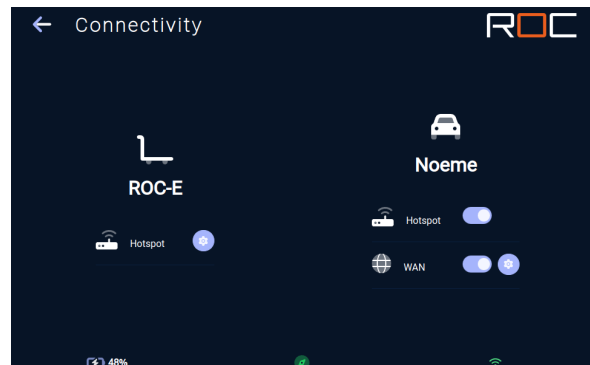 Connectivity
ROC
ROC-E
Hotspot
Noeme
Hotspot
WAN
48%